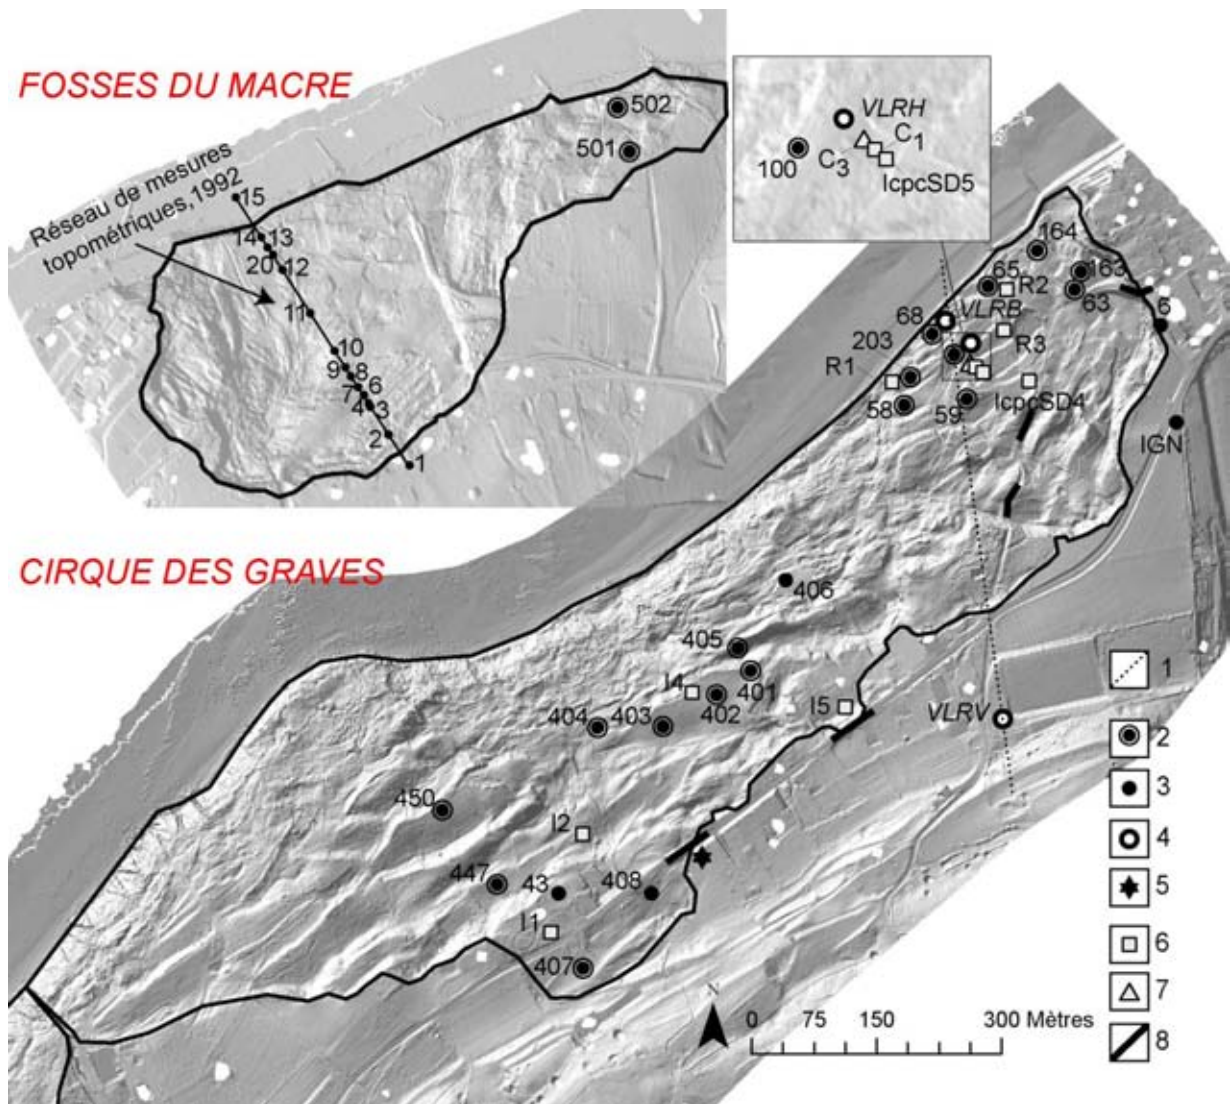 FOSSES DU MACRE
Réseau de mesures
topométriques,1992
15
14
13
20
12
11
10
9
8
7
6
4
3
2
1
502
501
VLRH
C1
C3
100
IcpcSD5
164
163
65
R2
63
6
68
VLRB
203
R3
R1
58
59
IcpcSD4
IGN
CIRQUE DES GRAVES
406
405
401
I4
402
404
403
I5
VLRV
450
I2
447
43
408
I1
407
N
0 75 150 300 Mètres
1
2
3
4
5
6
7
8